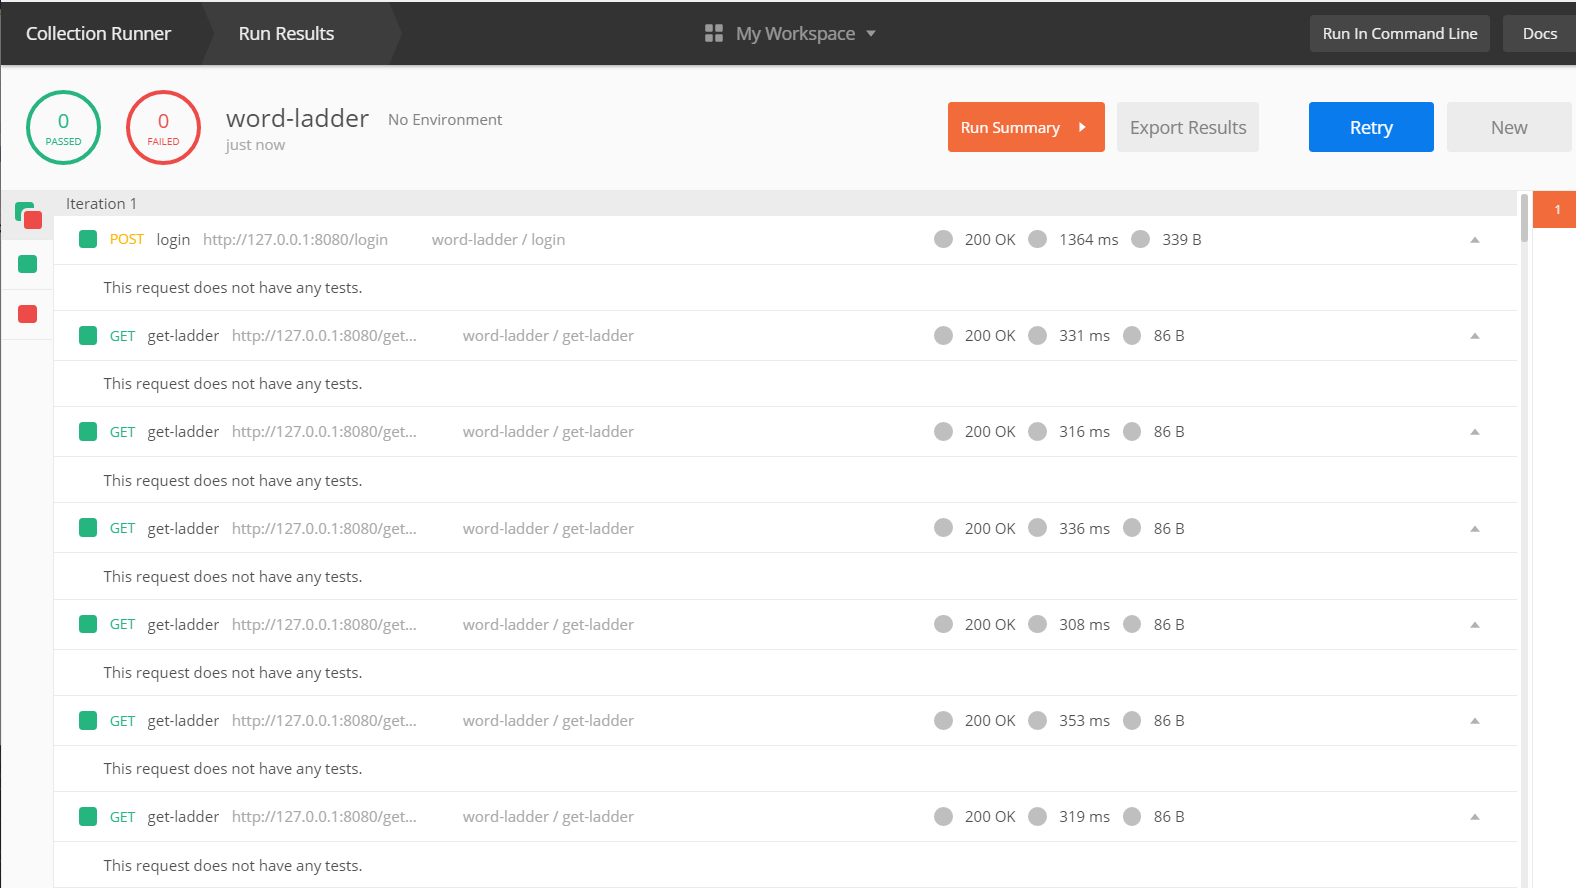 Collection Runner Run Results My Workspace Run In Command Line Docs
0 PASSED
0 FAILED
word-ladder No Environment
just now
Run Summary Export Results Retry New
Iteration 1
1
POST login http://127.0.0.1:8080/login word-ladder / login 200 OK 1364 ms 339 B
This request does not have any tests.
GET get-ladder http://127.0.0.1:8080/get... word-ladder / get-ladder 200 OK 331 ms 86 B
This request does not have any tests.
GET get-ladder http://127.0.0.1:8080/get... word-ladder / get-ladder 200 OK 316 ms 86 B
This request does not have any tests.
GET get-ladder http://127.0.0.1:8080/get... word-ladder / get-ladder 200 OK 336 ms 86 B
This request does not have any tests.
GET get-ladder http://127.0.0.1:8080/get... word-ladder / get-ladder 200 OK 308 ms 86 B
This request does not have any tests.
GET get-ladder http://127.0.0.1:8080/get... word-ladder / get-ladder 200 OK 353 ms 86 B
This request does not have any tests.
GET get-ladder http://127.0.0.1:8080/get... word-ladder / get-ladder 200 OK 319 ms 86 B
This request does not have any tests.